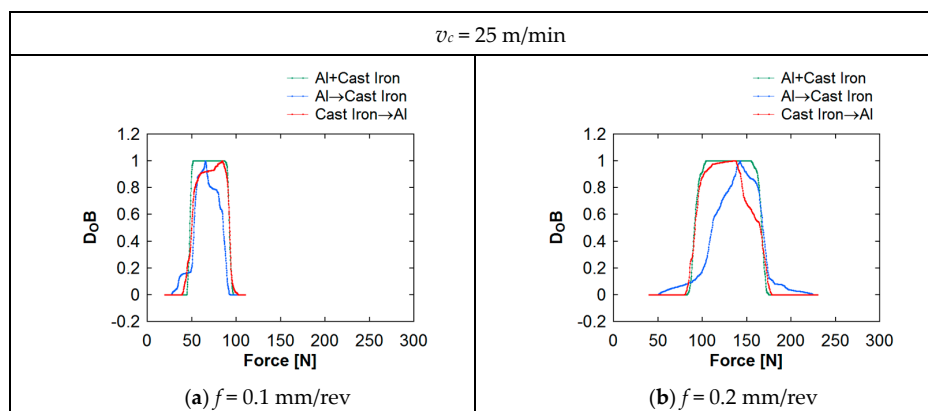 v_c = 25 m/min
Al+Cast Iron
Al→Cast Iron
Cast Iron→Al
1.2
1
0.8
0.6
0.4
0.2
0
-0.2
DOB
0 50 100 150 200 250 300
Force [N]
(a) f = 0.1 mm/rev
Al+Cast Iron
Al→Cast Iron
Cast Iron→Al
1.2
1
0.8
0.6
0.4
0.2
0
-0.2
DOB
0 50 100 150 200 250 300
Force [N]
(b) f = 0.2 mm/rev